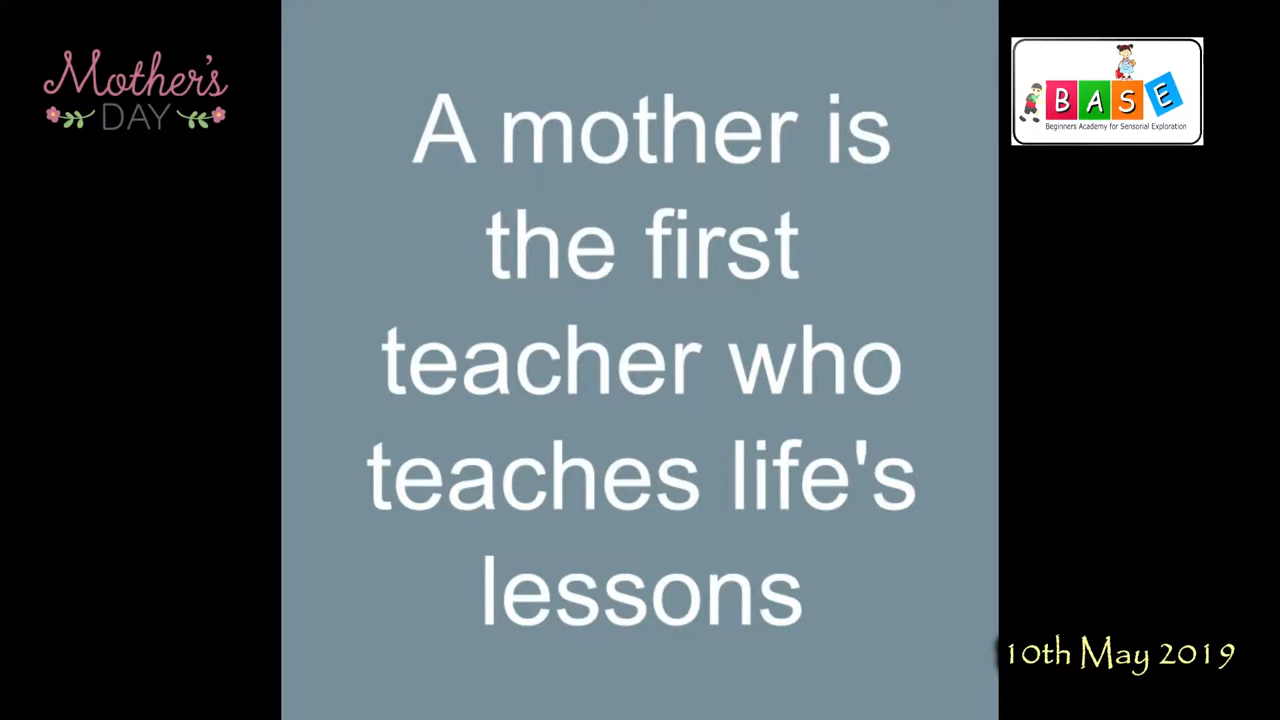 Mother's
DAY
A mother is
the first
teacher who
teaches life's
lessons
BASE
Beginners Academy for Sensorial Exploration
10th May 2019